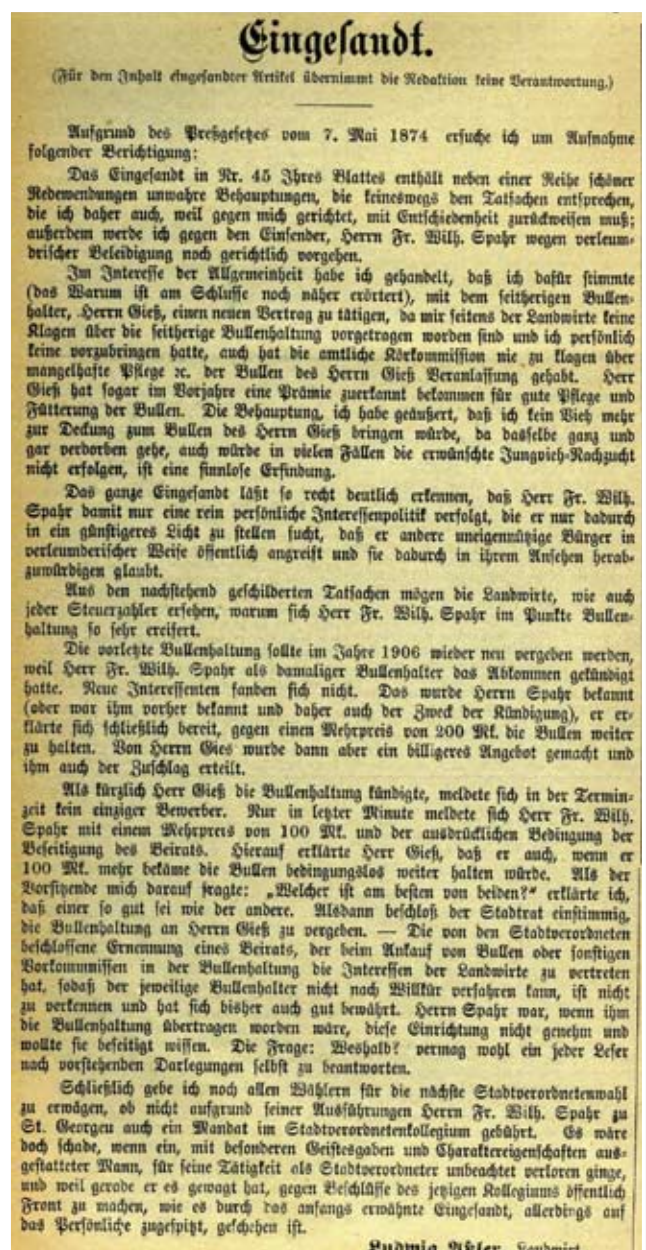 Eingesandt.
(Für den Inhalt eingesandter Artikel übernimmt die Redaktion keine Verantwortung.)
Aufgrund des Preßgesetzes vom 7. Mai 1874 ersuche ich um Aufnahme
folgender Berichtigung:
Das Eingesandt in Nr. 45 Ihres Blattes enthält neben einer Reihe schöner
Redewendungen unwahre Behauptungen, die keineswegs den Tatsachen entsprechen,
die ich daher auch, weil gegen mich gerichtet, mit Entschiedenheit zurückweisen muß;
außerdem werde ich gegen den Einsender, Herrn Fr. Wilh. Spahr wegen verleum-
drischer Beleidigung noch gerichtlich vorgehen.
Im Interesse der Allgemeinheit habe ich gehandelt, daß ich dafür stimmte
(das Warum ist am Schlusse noch näher erörtert), mit dem seitherigen Bullen-
halter, Herrn Gieß, einen neuen Vertrag zu tätigen, da mir seitens der Landwirte keine
Klagen über die seitherige Bullenhaltung vorgetragen worden sind und ich persönlich
keine vorzubringen hatte, auch hat die amtliche Körkommission nie zu klagen über
mangelhafte Pflege ꝛc. der Bullen des Herrn Gieß Veranlassung gehabt. Herr
Gieß hat sogar im Vorjahre eine Prämie zuerkannt bekommen für gute Pflege und
Fütterung der Bullen. Die Behauptung, ich habe geäußert, daß ich kein Vieh mehr
zur Deckung zum Bullen des Herrn Gieß bringen würde, da dasselbe ganz und
gar verdorben gehe, auch würde in vielen Fällen die erwünschte Jungvieh-Nachzucht
nicht erfolgen, ist eine sinnlose Erfindung.
Das ganze Eingesandt läßt so recht deutlich erkennen, daß Herr Fr. Wilh.
Spahr damit nur eine rein persönliche Interessenpolitik verfolgt, die er nur dadurch
in ein günstigeres Licht zu stellen sucht, daß er andere uneigennützige Bürger in
verleumderischer Weise öffentlich angreift und sie dadurch in ihrem Ansehen herab-
zuwürdigen glaubt.
Aus den nachstehend geschilderten Tatsachen mögen die Landwirte, wie auch
jeder Steuerzahler ersehen, warum sich Herr Fr. Wilh. Spahr im Punkte Bullen-
haltung so sehr ereifert.
Die vorletzte Bullenhaltung sollte im Jahre 1906 wieder neu vergeben werden,
weil Herr Fr. Wilh. Spahr als damaliger Bullenhalter das Abkommen gekündigt
hatte. Neue Interessenten fanden sich nicht. Das wurde Herrn Spahr bekannt
(oder war ihm vorher bekannt und daher auch der Zweck der Kündigung), er er-
klärte sich schließlich bereit, gegen einen Mehrpreis von 200 Mk. die Bullen weiter
zu halten. Von Herrn Gies wurde dann aber ein billigeres Angebot gemacht und
ihm auch der Zuschlag erteilt.
Als kürzlich Herr Gieß die Bullenhaltung kündigte, meldete sich in der Termin-
zeit kein einziger Bewerber. Nur in letzter Minute meldete sich Herr Fr. Wilh.
Spahr mit einem Mehrpreis von 100 Mk. und der ausdrücklichen Bedingung der
Beseitigung des Beirats. Hierauf erklärte Herr Gieß, daß er auch, wenn er
100 Mk. mehr bekäme die Bullen bedingungslos weiter halten würde. Als der
Vorsitzende mich darauf fragte: „Welcher ist am besten von beiden?“ erklärte ich,
daß einer so gut sei wie der andere. Alsdann beschloß der Stadtrat einstimmig,
die Bullenhaltung an Herrn Gieß zu vergeben. — Die von den Stadtverordneten
beschlossene Ernennung eines Beirats, der beim Ankauf von Bullen oder sonstigen
Vorkommnissen in der Bullenhaltung die Interessen der Landwirte zu vertreten
hat, sodaß der jeweilige Bullenhalter nicht nach Willkür verfahren kann, ist nicht
zu verkennen und hat sich bisher auch gut bewährt. Herrn Spahr war, wenn ihm
die Bullenhaltung übertragen worden wäre, diese Einrichtung nicht genehm und
wollte sie beseitigt wissen. Die Frage: Weshalb? vermag wohl ein jeder Leser
nach vorstehenden Darlegungen selbst zu beantworten.
Schließlich gebe ich noch allen Wählern für die nächste Stadtverordnetenwahl
zu erwägen, ob nicht aufgrund seiner Ausführungen Herrn Fr. Wilh. Spahr zu
St. Georgen auch ein Mandat im Stadtverordnetenkollegium gebührt. Es wäre
doch schade, wenn ein, mit besonderen Geistesgaben und Charaktereigenschaften aus-
gestatteter Mann, für seine Tätigkeit als Stadtverordneter unbeachtet verloren ginge,
und weil gerade er es gewagt hat, gegen Beschlüsse des jetzigen Kollegiums öffentlich
Front zu machen, wie es durch das anfangs erwähnte Eingesandt, allerdings auf
das Persönliche zugespitzt, geschehen ist.
Ludwig Landwirt